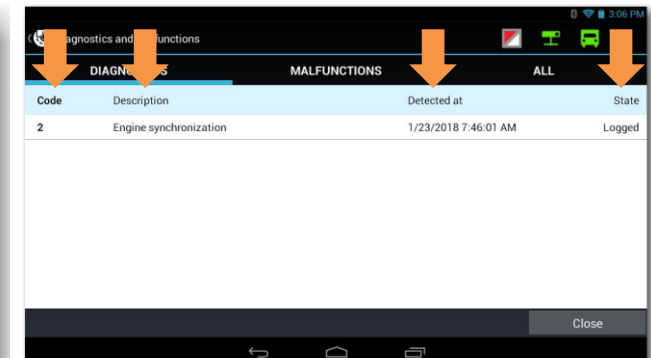 3:06 PM
agnostics and functions
DIAGN S MALFUNCTIONS ALL
Code Description Detected at State
2 Engine synchronization 1/23/2018 7:46:01 AM Logged
Close